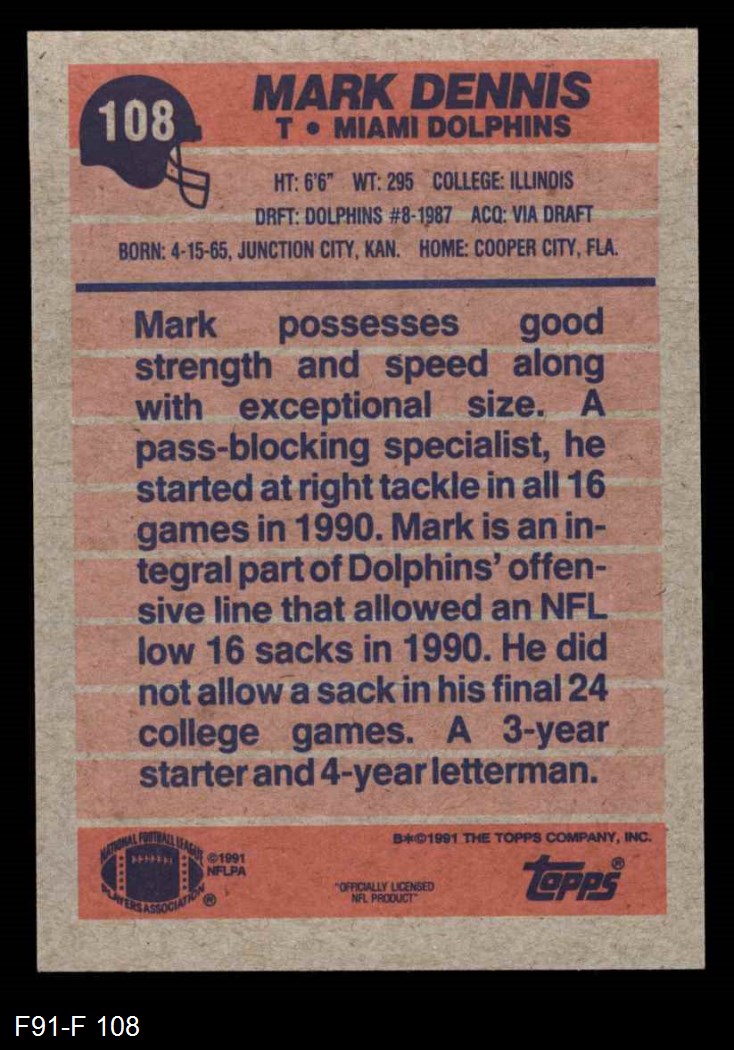 108
MARK DENNIS
T • MIAMI DOLPHINS
HT: 6'6" WT: 295 COLLEGE: ILLINOIS
DRFT: DOLPHINS #8-1987 ACQ: VIA DRAFT
BORN: 4-15-65, JUNCTION CITY, KAN. HOME: COOPER CITY, FLA.
Mark possesses good
strength and speed along
with exceptional size. A
pass-blocking specialist, he
started at right tackle in all 16
games in 1990. Mark is an in-
tegral part of Dolphins' offen-
sive line that allowed an NFL
low 16 sacks in 1990. He did
not allow a sack in his final 24
college games. A 3-year
starter and 4-year letterman.
B*©1991 THE TOPPS COMPANY, INC.
NATIONAL FOOTBALL LEAGUE
PLAYERS ASSOCIATION ®
©1991
NFLPA
"OFFICIALLY LICENSED
NFL PRODUCT"
topps®
F91-F 108